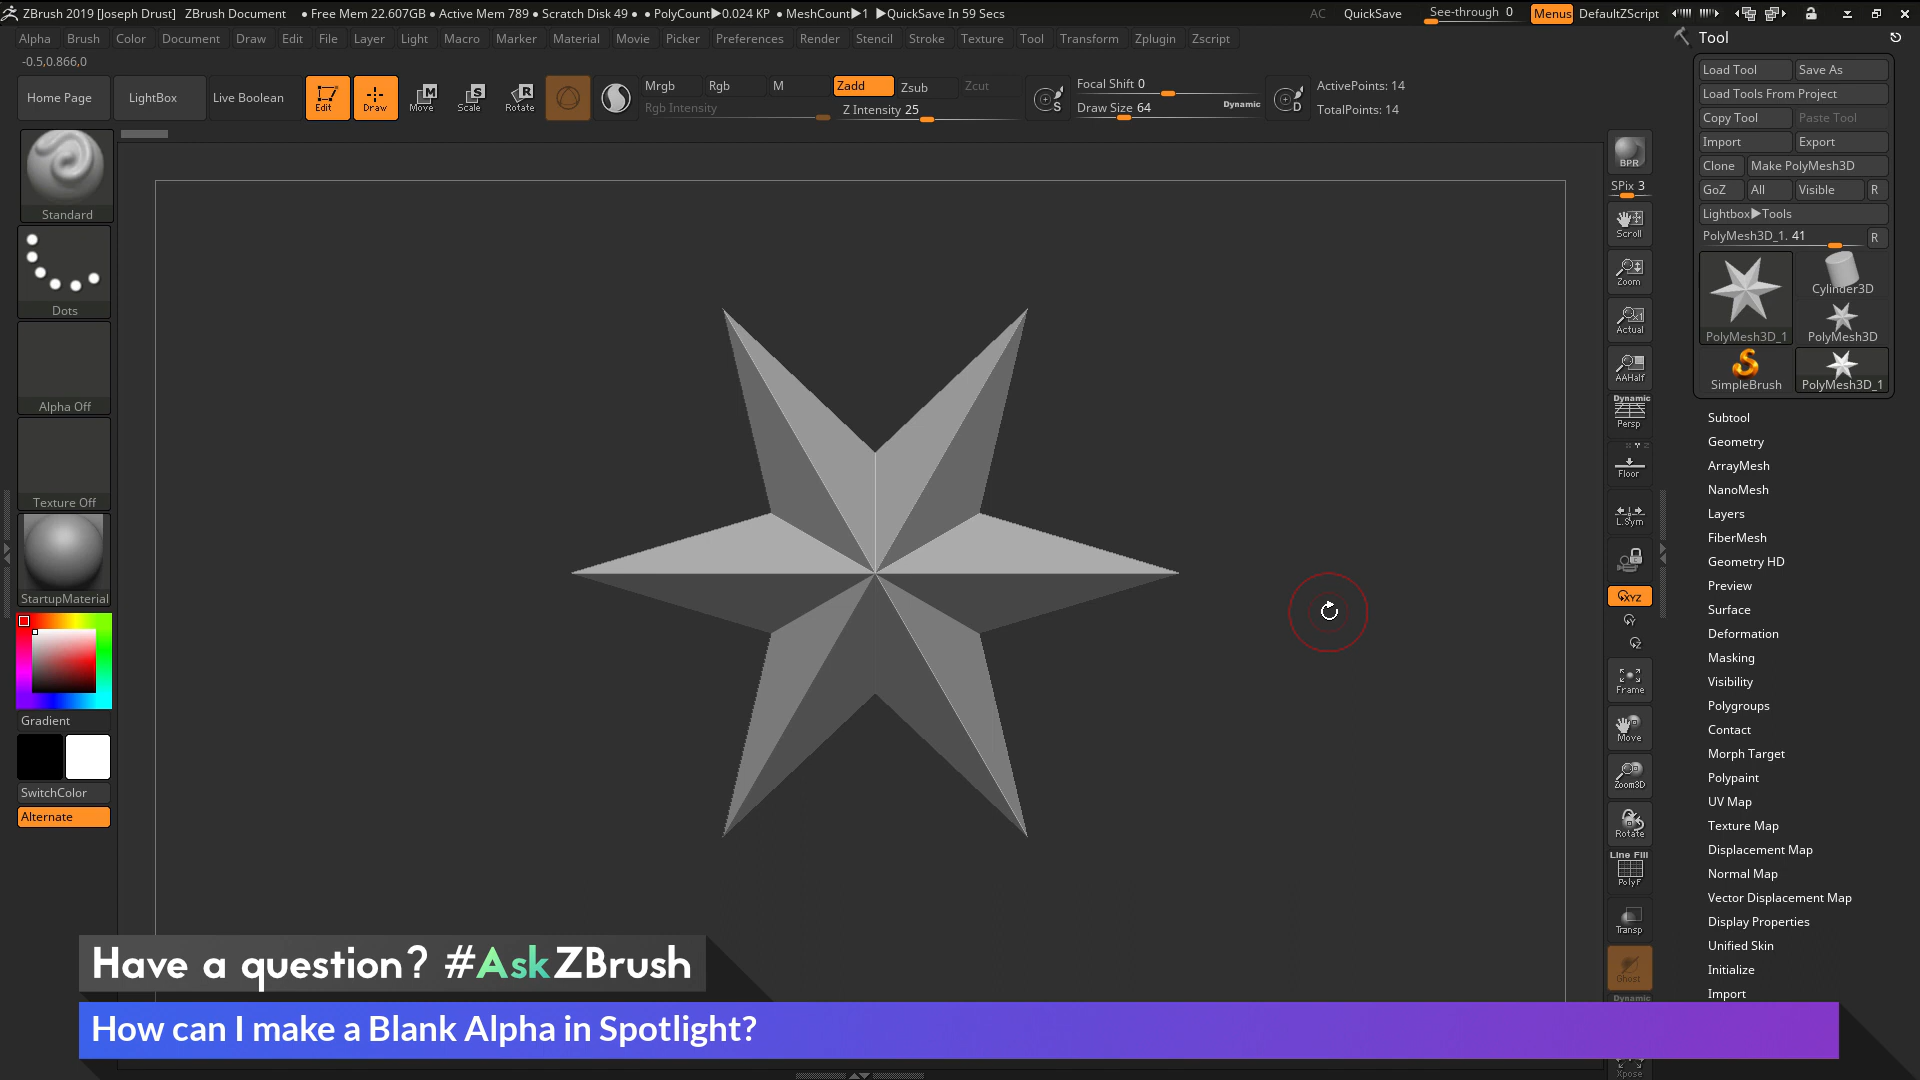 ZBrush 2019 [Joseph Drust] ZBrush Document • Free Mem 22.607GB • Active Mem 789 • Scratch Disk 49 • • PolyCount▶0.024 KP • MeshCount▶1 ▶QuickSave In 59 Secs AC QuickSave See-through 0 Menus DefaultZScript
Alpha Brush Color Document Draw Edit File Layer Light Macro Marker Material Movie Picker Preferences Render Stencil Stroke Texture Tool Transform Zplugin Zscript
-0.5,0.866,0
Home Page LightBox Live Boolean Edit Draw Move Scale Rotate
Mrgb Rgb M Zadd Zsub Zcut
Rgb Intensity Z Intensity 25
Focal Shift 0
Draw Size 64 Dynamic
ActivePoints: 14
TotalPoints: 14
Standard
Dots
Alpha Off
Texture Off
StartupMaterial
Gradient
SwitchColor
Alternate
BPR
SPix 3
Scroll
Zoom
Actual
AAHalf
Dynamic
Persp
Floor
L.Sym
XYZ
Frame
Move
Zoom3D
Rotate
Line Fill
PolyF
Transp
Ghost
Dynamic
Xpose
Tool
Load Tool Save As
Load Tools From Project
Copy Tool Paste Tool
Import Export
Clone Make PolyMesh3D
GoZ All Visible R
Lightbox▶Tools
PolyMesh3D_1. 41 R
PolyMesh3D_1
Cylinder3D
PolyMesh3D
SimpleBrush PolyMesh3D_1
Subtool
Geometry
ArrayMesh
NanoMesh
Layers
FiberMesh
Geometry HD
Preview
Surface
Deformation
Masking
Visibility
Polygroups
Contact
Morph Target
Polypaint
UV Map
Texture Map
Displacement Map
Normal Map
Vector Displacement Map
Display Properties
Unified Skin
Initialize
Import
Have a question? #AskZBrush
How can I make a Blank Alpha in Spotlight?